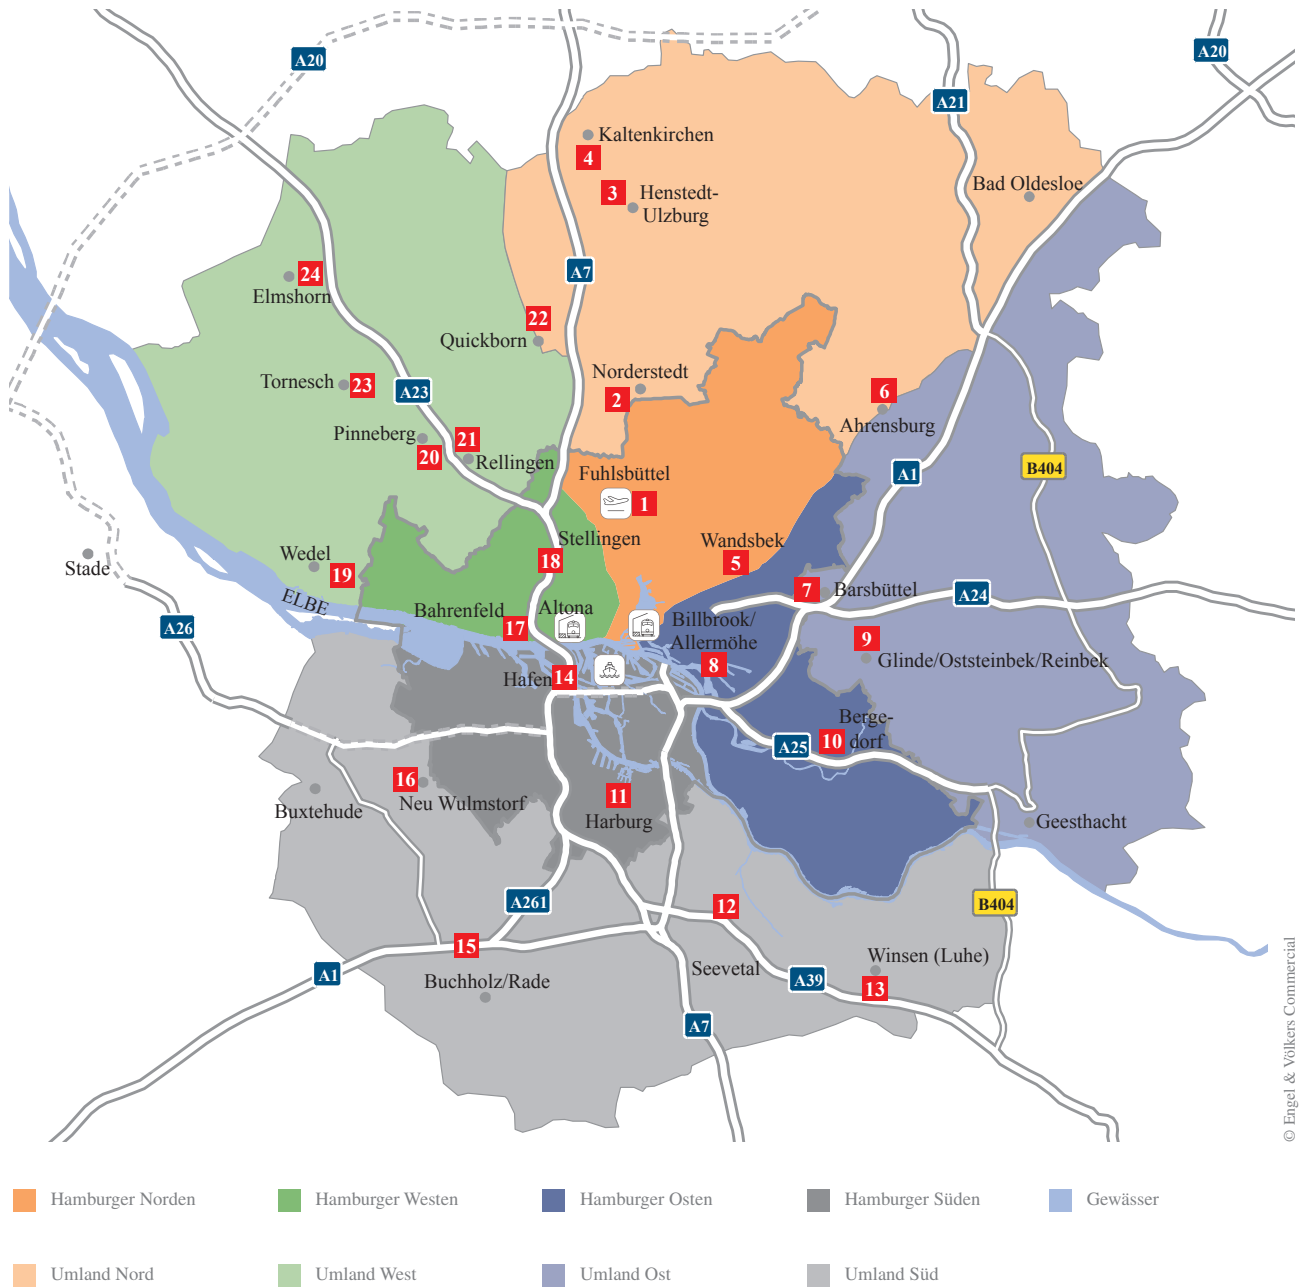 A20
A20
A21
Kaltenkirchen
4
3
Henstedt-
Ulzburg
Bad Oldesloe
24
Elmshorn
A7
22
Quickborn
Tornesch
23
A23
Norderstedt
2
6
Ahrensburg
Pinneberg
20
21
Rellingen
A1
B404
Fuhlsbüttel
1
Stellingen
18
Wandsbek
5
Stade
Wedel
19
ELBE
A26
Bahrenfeld
17
Altona
7
Barsbüttel
A24
Billbrook/
Allermöhe
8
9
Glinde/Oststeinbek/Reinbek
Hafen
14
Berge-
dorf
10
A25
16
Neu Wulmstorf
Buxtehude
11
Harburg
Geesthacht
A261
12
B404
15
Buchholz/Rade
A1
Seevetal
A39
Winsen (Luhe)
13
A7
© Engel & Völkers Commercial
Hamburger Norden
Hamburger Westen
Hamburger Osten
Hamburger Süden
Gewässer
Umland Nord
Umland West
Umland Ost
Umland Süd